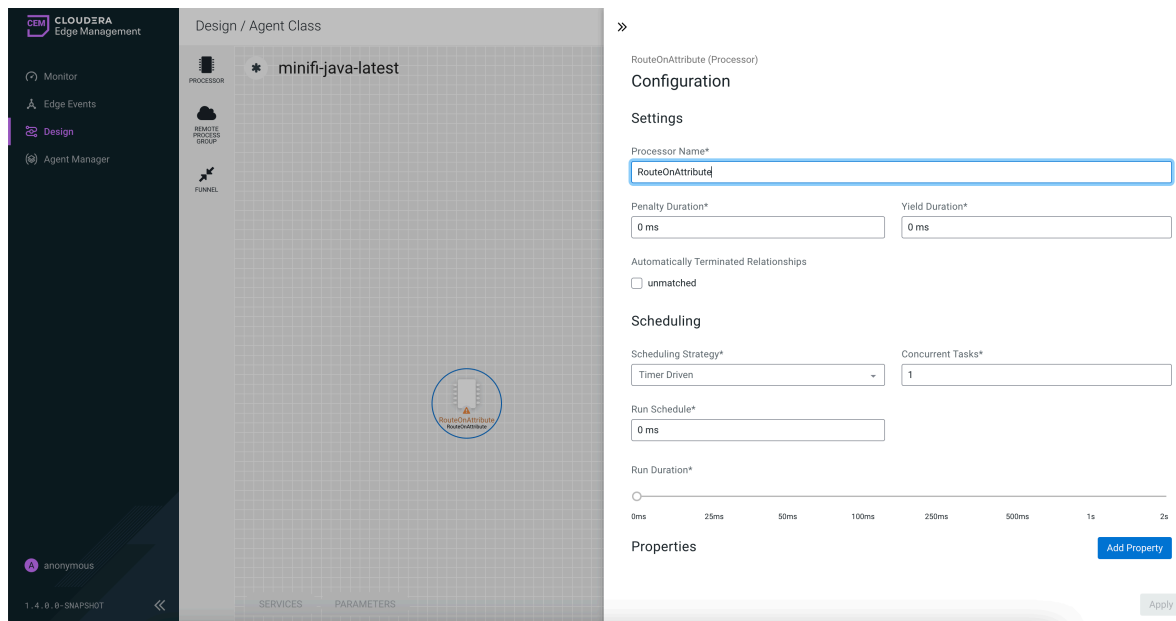 CEM CLOUDERA
Edge Management
Monitor
Edge Events
Design
Agent Manager
A anonymous
1.4.0.0-SNAPSHOT
Design / Agent Class
PROCESSOR
REMOTE
PROCESS
GROUP
FUNNEL
minifi-java-latest
RouteOnAttribute
RouteOnAttribute
SERVICES PARAMETERS
RouteOnAttribute (Processor)
Configuration
Settings
Processor Name*
RouteOnAttribute
Penalty Duration* Yield Duration*
0 ms 0 ms
Automatically Terminated Relationships
unmatched
Scheduling
Scheduling Strategy* Concurrent Tasks*
Timer Driven 1
Run Schedule*
0 ms
Run Duration*
0ms 25ms 50ms 100ms 250ms 500ms 1s 2s
Properties Add Property
Apply